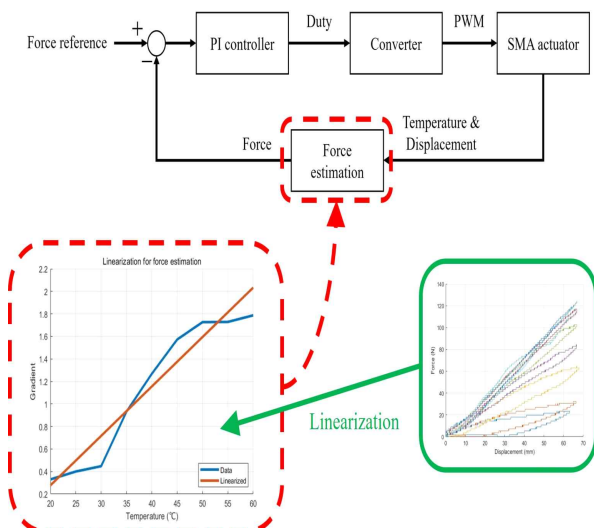 Duty
PWM
Force reference
+
−
PI controller
Converter
SMA actuator
Force
Force
estimation
Temperature &
Displacement
Linearization for force estimation
2.2
2
1.8
1.6
1.4
1.2
1
0.8
0.6
0.4
0.2
Gradient
20 25 30 35 40 45 50 55 60
Temperature (℃)
Data
Linearized
Linearization
140
120
100
80
60
40
20
0
Force (N)
0 10 20 30 40 50 60 70
Displacement (mm)